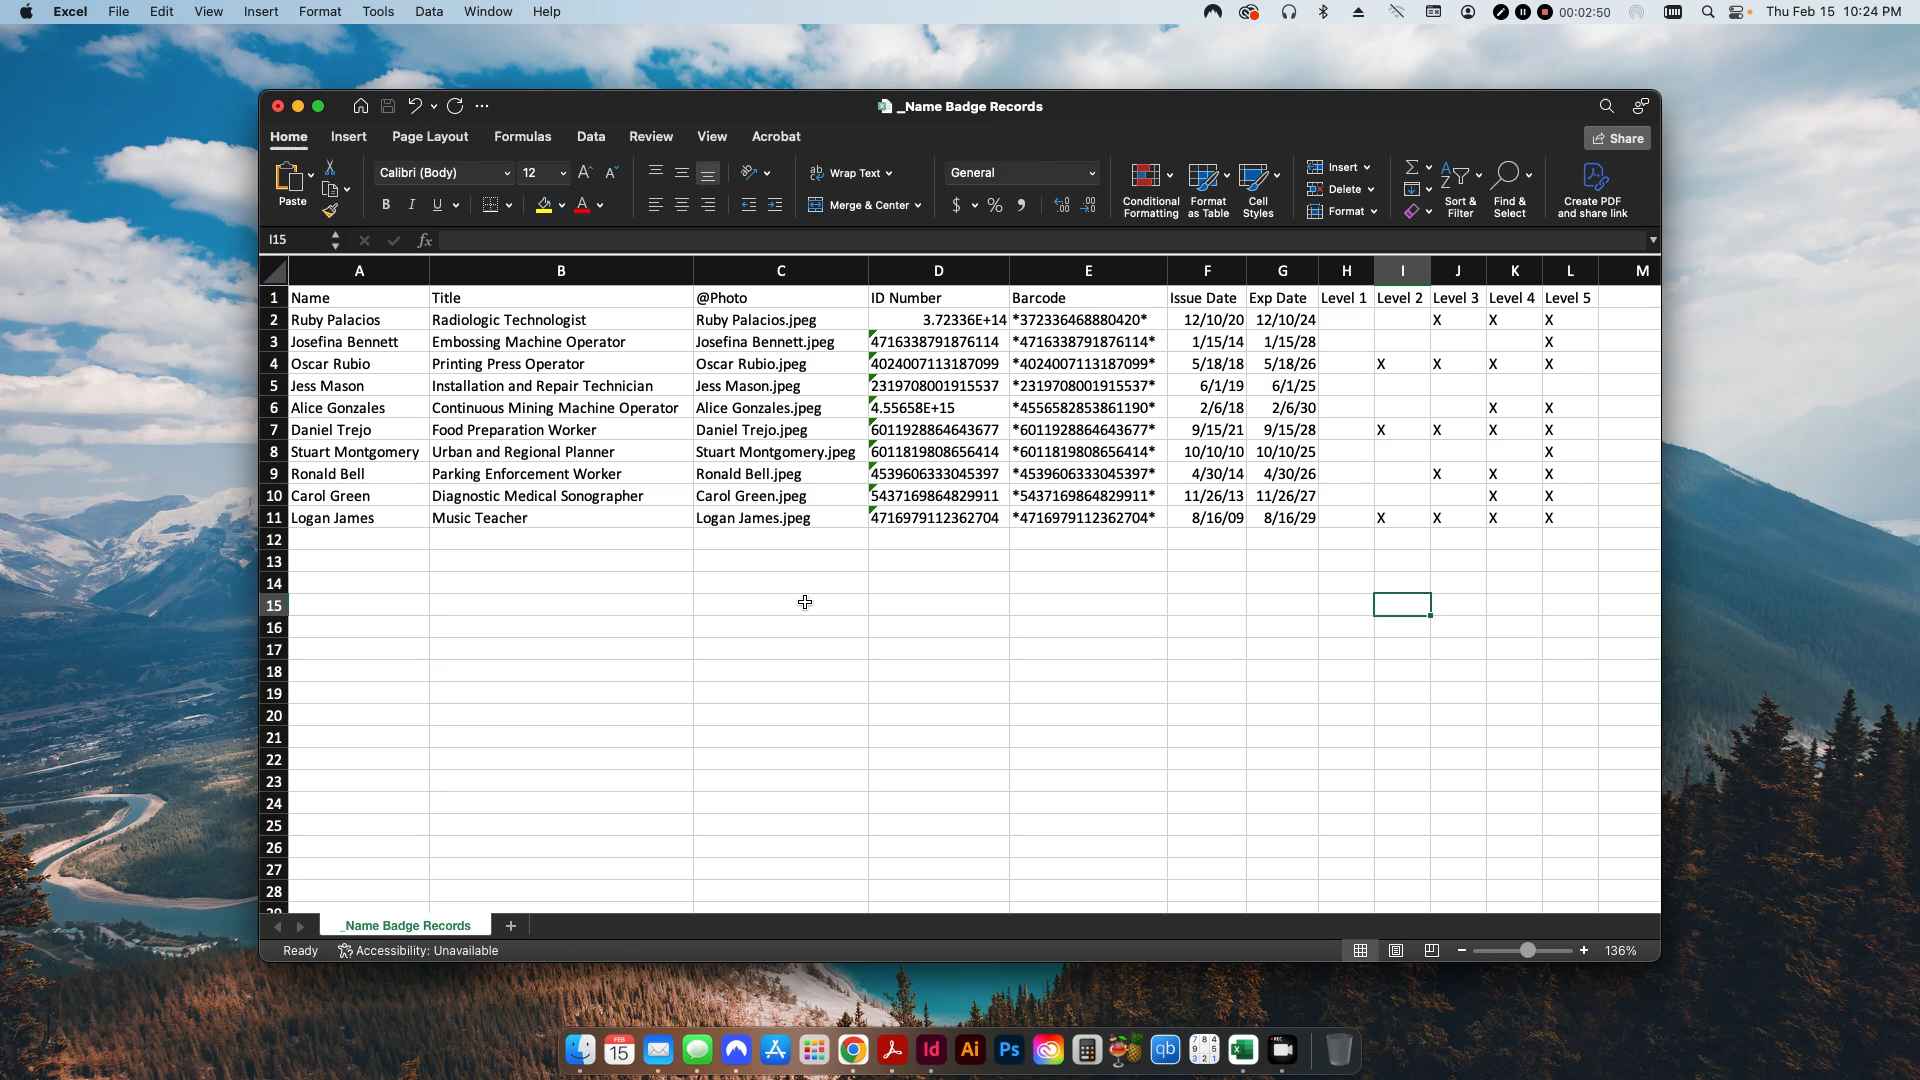 Excel File Edit View Insert Format Tools Data Window Help 00:02:50 Thu Feb 15 10:24 PM
_Name Badge Records
Home Insert Page Layout Formulas Data Review View Acrobat Share
Paste Calibri (Body) 12 Wrap Text General Insert
Merge & Center Delete
B I U A $ % Conditional Formatting Format as Table Cell Styles Format Sort & Filter Find & Select Create PDF and share link
I15 fx
A B C D E F G H I J K L M
1 Name Title @Photo ID Number Barcode Issue Date Exp Date Level 1 Level 2 Level 3 Level 4 Level 5
2 Ruby Palacios Radiologic Technologist Ruby Palacios.jpeg 3.72336E+14 *372336468880420* 12/10/20 12/10/24 X X X
3 Josefina Bennett Embossing Machine Operator Josefina Bennett.jpeg 4716338791876114 *4716338791876114* 1/15/14 1/15/28 X
4 Oscar Rubio Printing Press Operator Oscar Rubio.jpeg 4024007113187099 *4024007113187099* 5/18/18 5/18/26 X X X X
5 Jess Mason Installation and Repair Technician Jess Mason.jpeg 2319708001915537 *2319708001915537* 6/1/19 6/1/25
6 Alice Gonzales Continuous Mining Machine Operator Alice Gonzales.jpeg 4.55658E+15 *4556582853861190* 2/6/18 2/6/30 X X
7 Daniel Trejo Food Preparation Worker Daniel Trejo.jpeg 6011928864643677 *6011928864643677* 9/15/21 9/15/28 X X X X
8 Stuart Montgomery Urban and Regional Planner Stuart Montgomery.jpeg 6011819808656414 *6011819808656414* 10/10/10 10/10/25 X
9 Ronald Bell Parking Enforcement Worker Ronald Bell.jpeg 4539606333045397 *4539606333045397* 4/30/14 4/30/26 X X X
10 Carol Green Diagnostic Medical Sonographer Carol Green.jpeg 5437169864829911 *5437169864829911* 11/26/13 11/26/27 X X
11 Logan James Music Teacher Logan James.jpeg 4716979112362704 *4716979112362704* 8/16/09 8/16/29 X X X X
12
13
14
15
16
17
18
19
20
21
22
23
24
25
26
27
28
29
_Name Badge Records +
Ready Accessibility: Unavailable 136%
FEB 15 Id Ai Ps qb REC